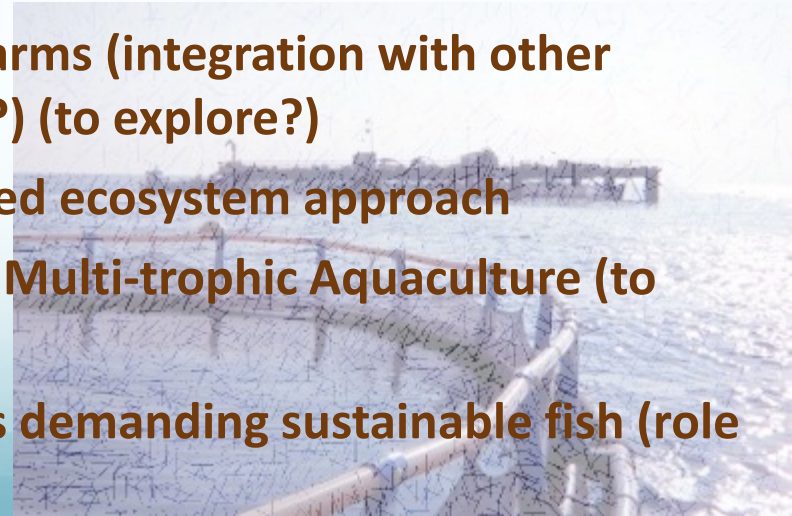 arms (integration with other
?) (to explore?)
ed ecosystem approach
Multi-trophic Aquaculture (to
s demanding sustainable fish (role